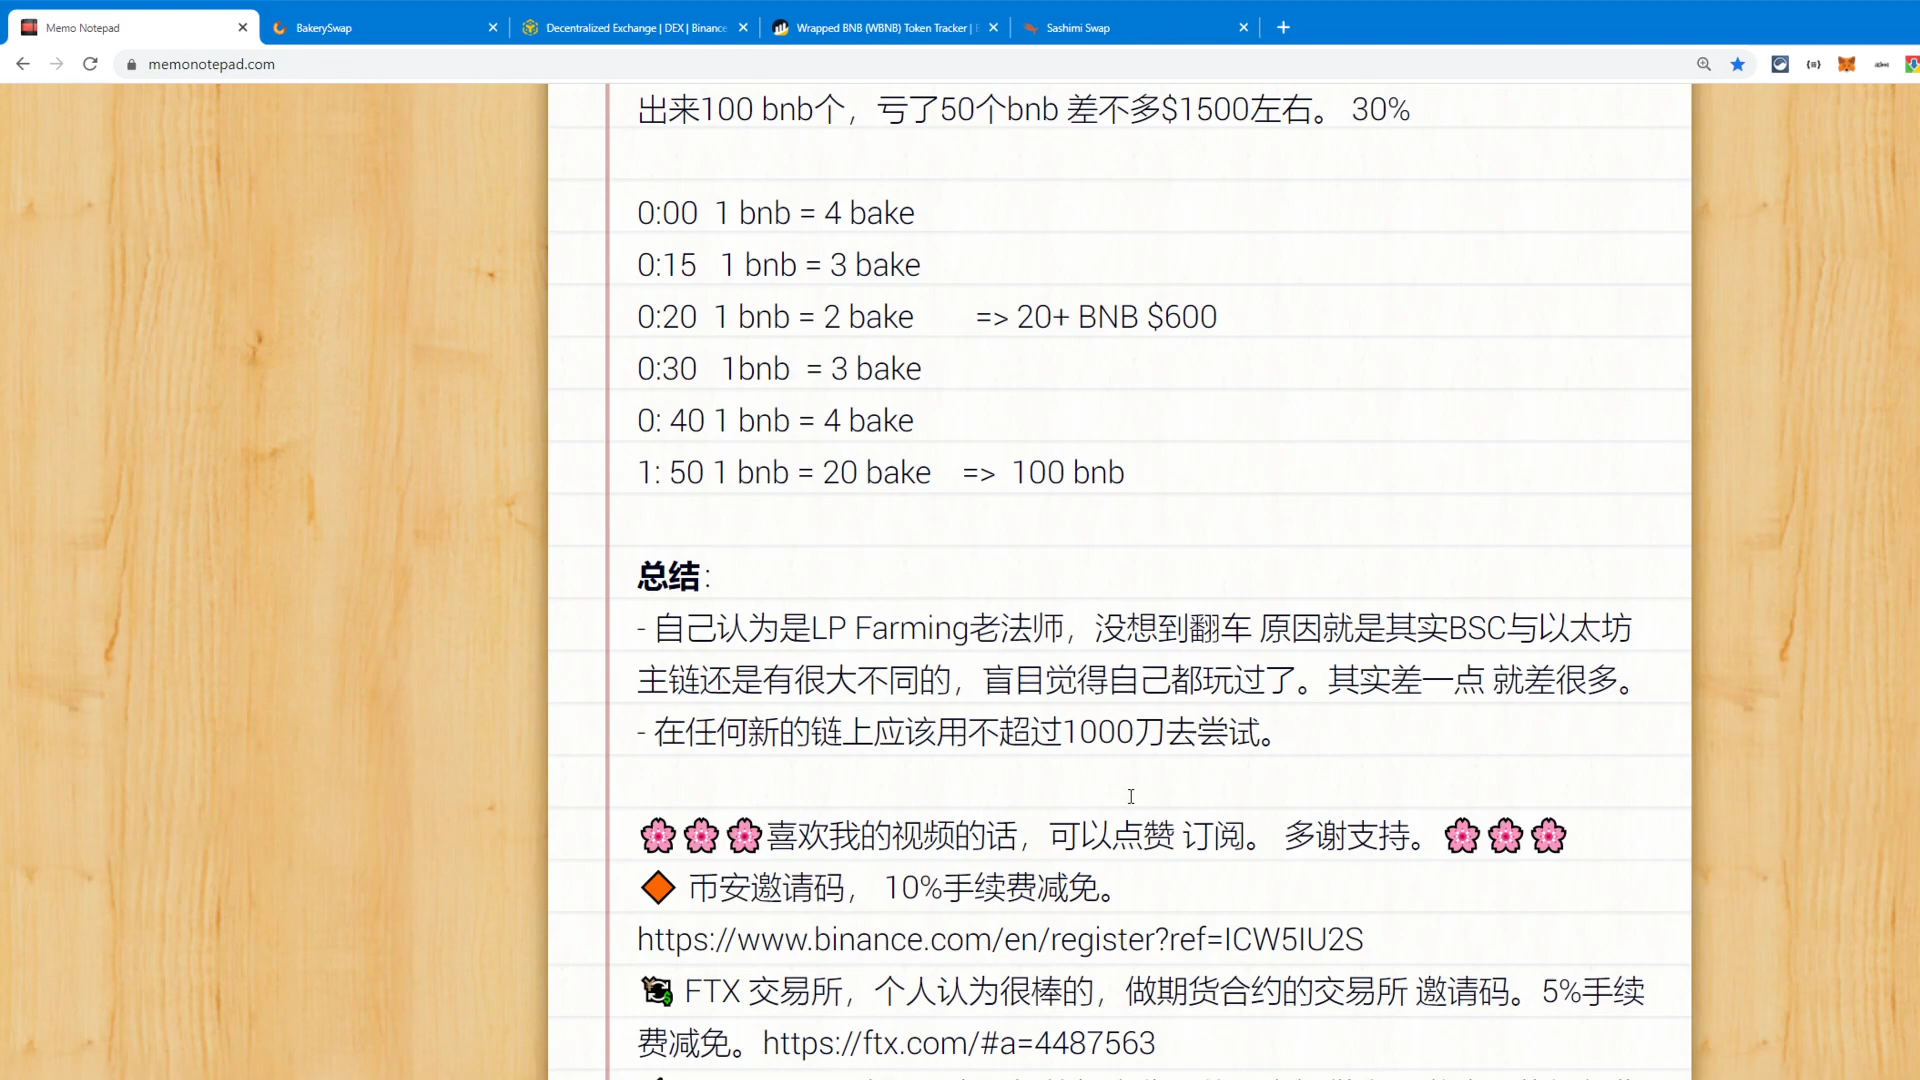 Memo Notepad
BakerySwap
Decentralized Exchange | DEX | Binance
Wrapped BNB (WBNB) Token Tracker |
Sashimi Swap
memonotepad.com
出来100 bnb个，亏了50个bnb 差不多$1500左右。 30%
0:00 1 bnb = 4 bake
0:15 1 bnb = 3 bake
0:20 1 bnb = 2 bake => 20+ BNB $600
0:30 1bnb = 3 bake
0: 40 1 bnb = 4 bake
1: 50 1 bnb = 20 bake => 100 bnb
总结:
- 自己认为是LP Farming老法师，没想到翻车 原因就是其实BSC与以太坊
主链还是有很大不同的，盲目觉得自己都玩过了。其实差一点 就差很多。
- 在任何新的链上应该用不超过1000刀去尝试。
🌸🌸🌸喜欢我的视频的话，可以点赞 订阅。 多谢支持。🌸🌸🌸
🔶 币安邀请码， 10%手续费减免。
https://www.binance.com/en/register?ref=ICW5IU2S
💱 FTX 交易所，个人认为很棒的，做期货合约的交易所 邀请码。5%手续
费减免。https://ftx.com/#a=4487563